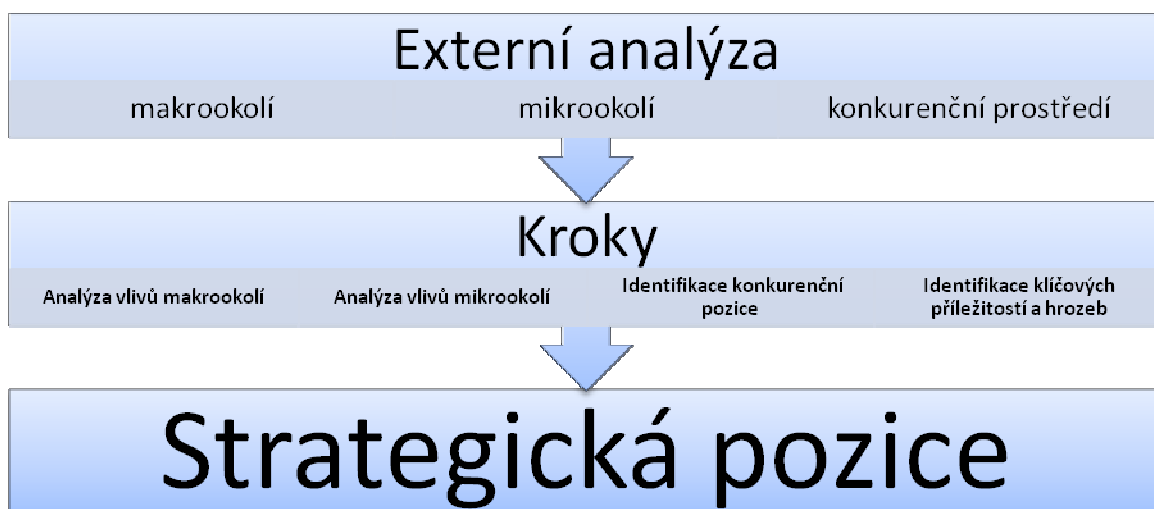 Externí analýza
makrookolí mikrookolí konkurenční prostředí
Kroky
Analýza vlivů makrookolí
Analýza vlivů mikrookolí
Identifikace konkurenční
pozice
Identifikace klíčových
příležitostí a hrozeb
Strategická pozice